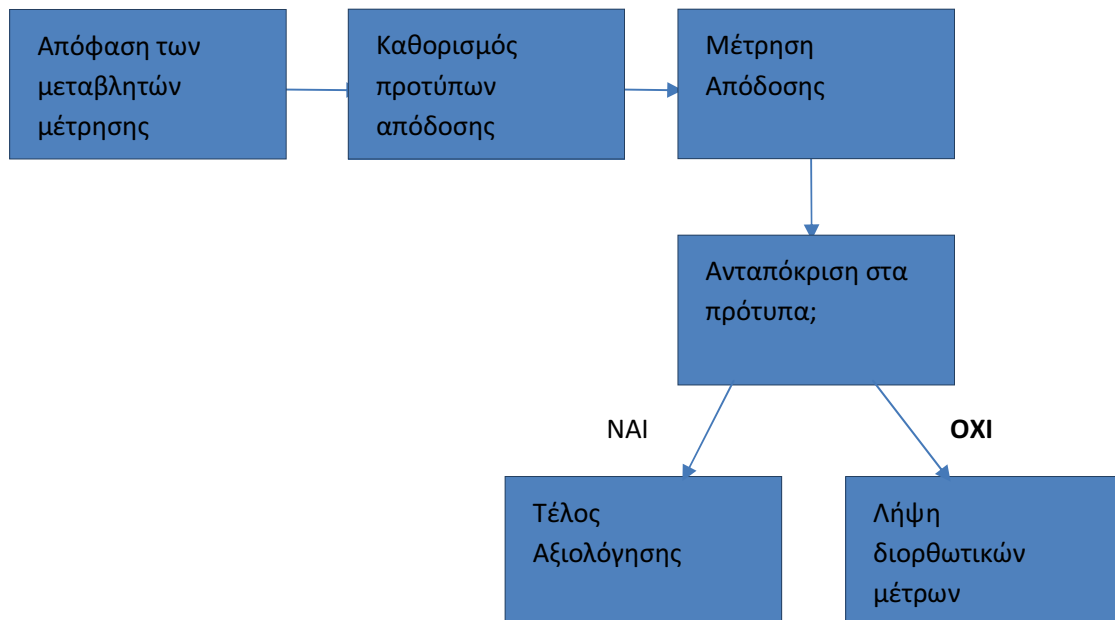 Απόφαση των
μεταβλητών
μέτρησης
Καθορισμός
προτύπων
απόδοσης
Μέτρηση
Απόδοσης
Ανταπόκριση στα
πρότυπα;
ΝΑΙ
ΟΧΙ
Τέλος
Αξιολόγησης
Λήψη
διορθωτικών
μέτρων